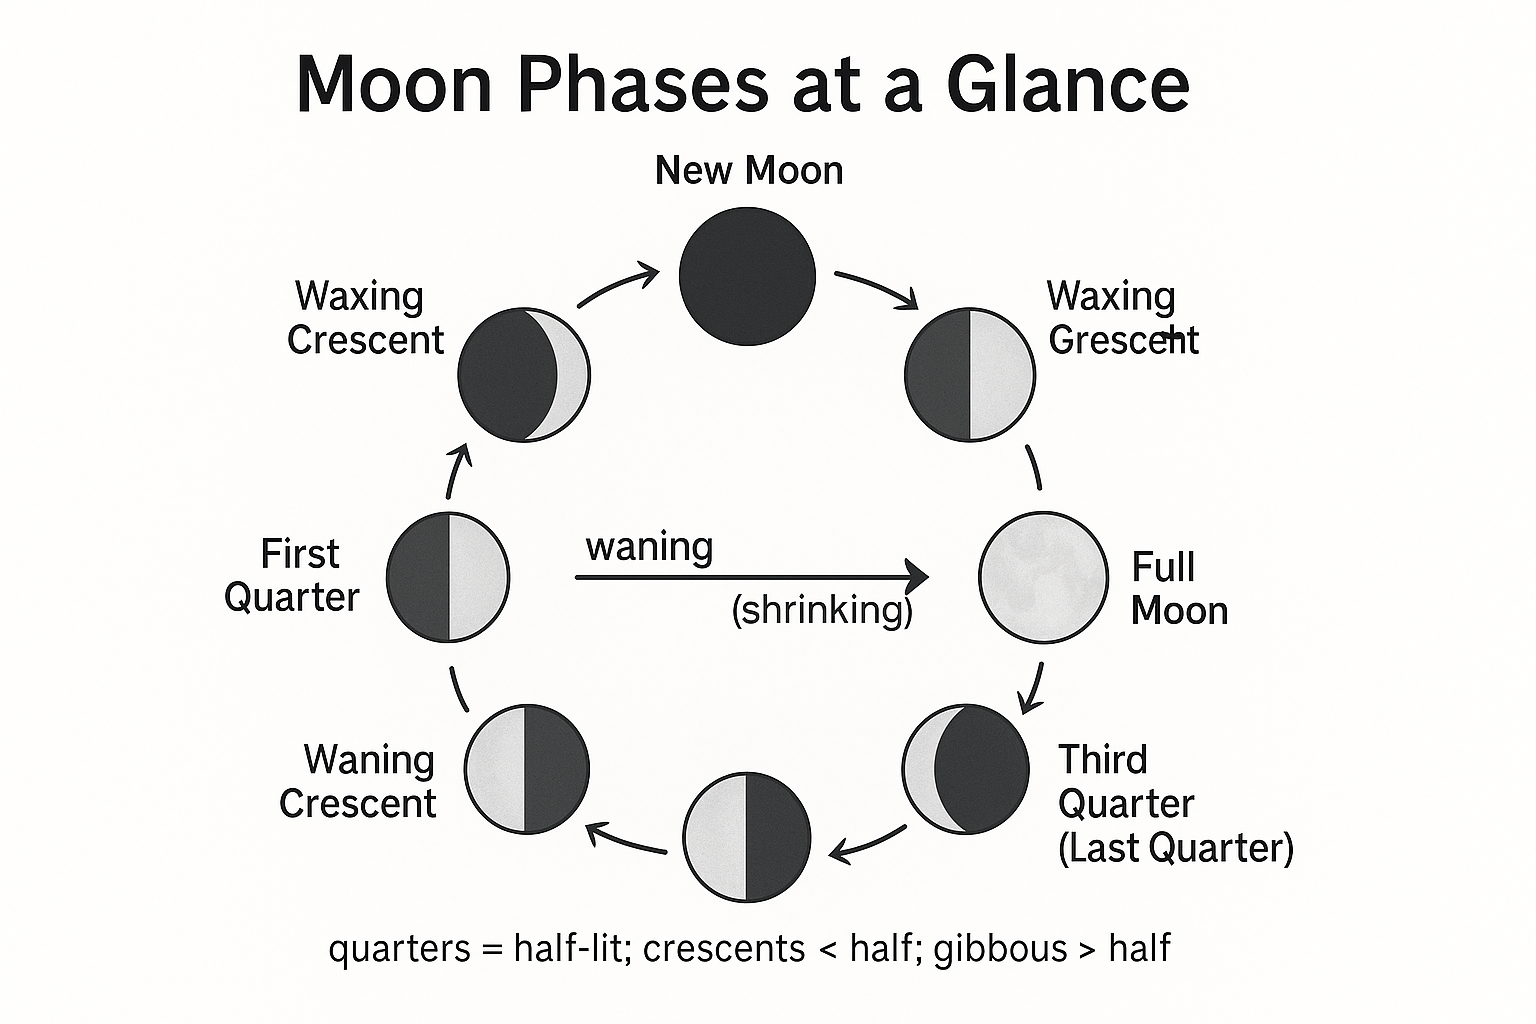 Moon Phases at a Glance
New Moon
Waxing
Crescent
Waxing
Grescent
First
Quarter
waning
(shrinking)
Full
Moon
Waning
Crescent
Third
Quarter
(Last Quarter)
quarters = half-lit; crescents < half; gibbous > half